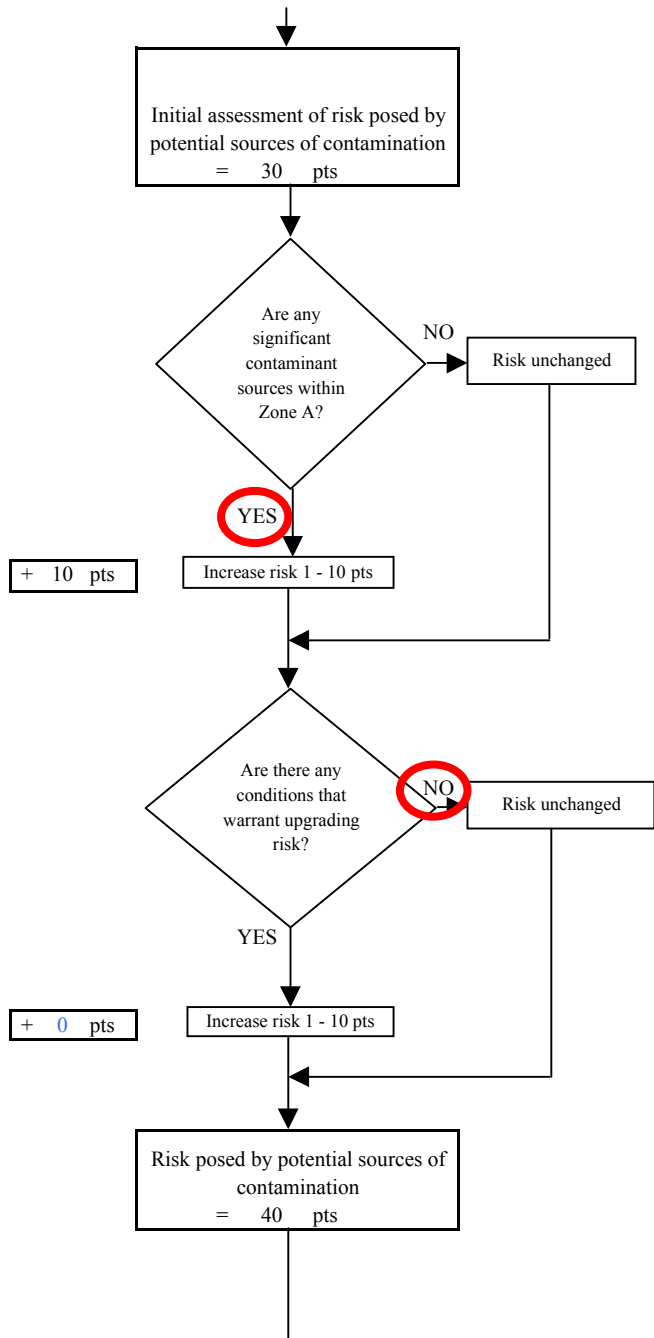 Initial assessment of risk posed by
potential sources of contamination
= 30 pts
Are any
significant
contaminant
sources within
Zone A?
NO
Risk unchanged
YES
+ 10 pts
Increase risk 1 - 10 pts
Are there any
conditions that
warrant upgrading
risk?
NO
Risk unchanged
YES
+ 0 pts
Increase risk 1 - 10 pts
Risk posed by potential sources of
contamination
= 40 pts